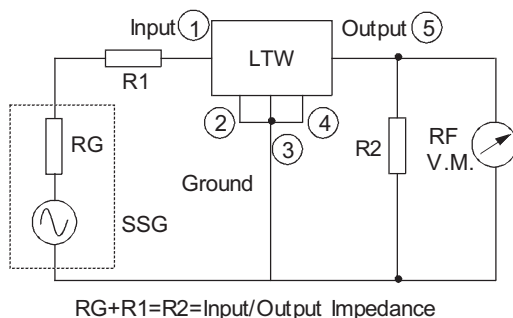 Input ① Output ⑤
LTW
R1
② ④
③
RG
R2
RF
V.M.
Ground
SSG
RG+R1=R2=Input/Output Impedance